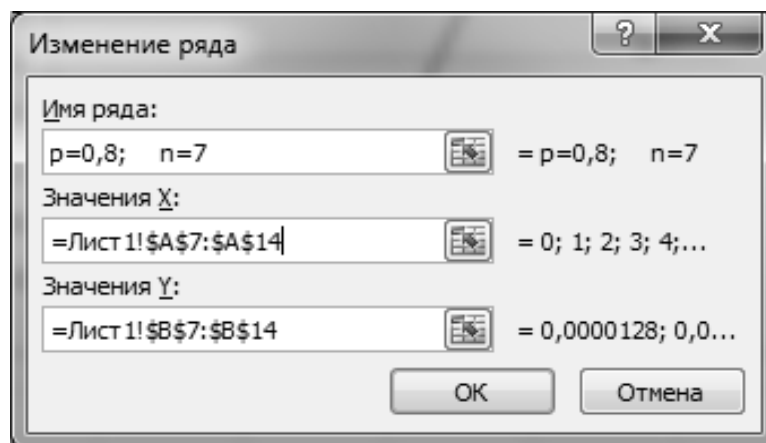 Изменение ряда
Имя ряда:
p=0,8; n=7 = p=0,8; n=7
Значения X:
=Лист1!$A$7:$A$14 = 0; 1; 2; 3; 4;...
Значения Y:
=Лист1!$B$7:$B$14 = 0,0000128; 0,0...
ОК Отмена